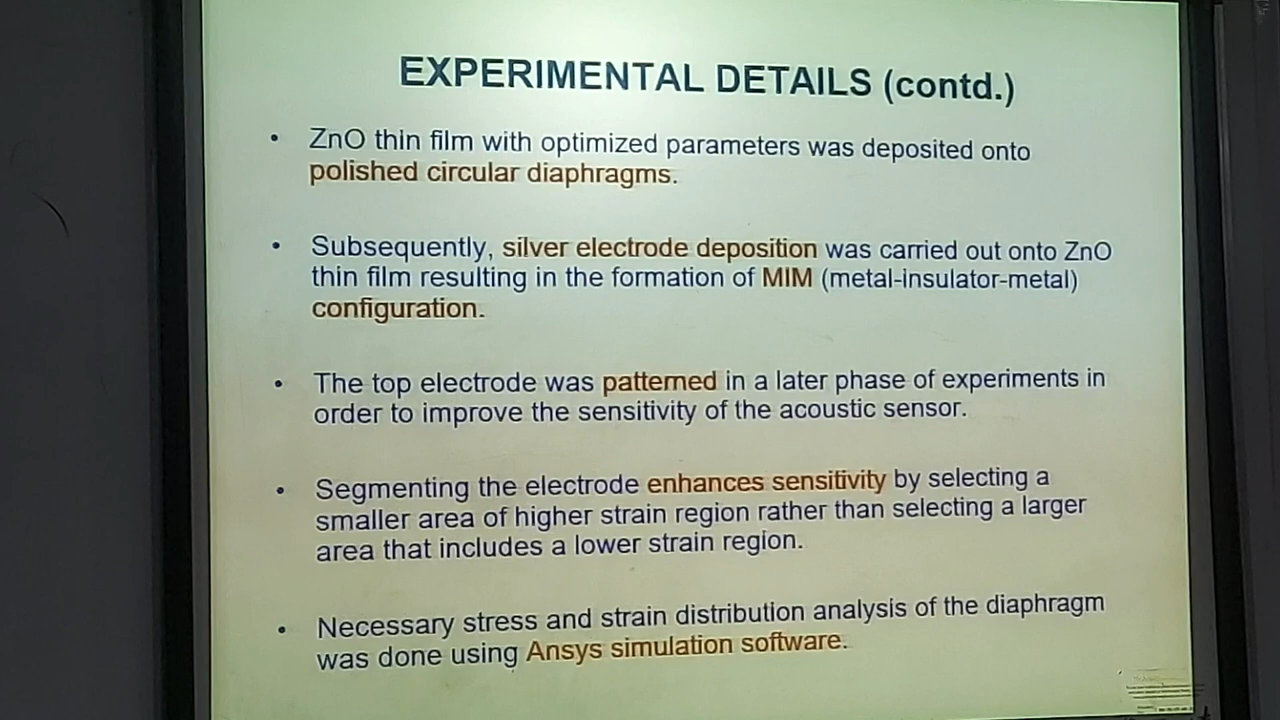 EXPERIMENTAL DETAILS (contd.)
• ZnO thin film with optimized parameters was deposited onto
polished circular diaphragms.
• Subsequently, silver electrode deposition was carried out onto ZnO
thin film resulting in the formation of MIM (metal-insulator-metal)
configuration.
• The top electrode was patterned in a later phase of experiments in
order to improve the sensitivity of the acoustic sensor.
• Segmenting the electrode enhances sensitivity by selecting a
smaller area of higher strain region rather than selecting a larger
area that includes a lower strain region.
• Necessary stress and strain distribution analysis of the diaphragm
was done using Ansys simulation software.